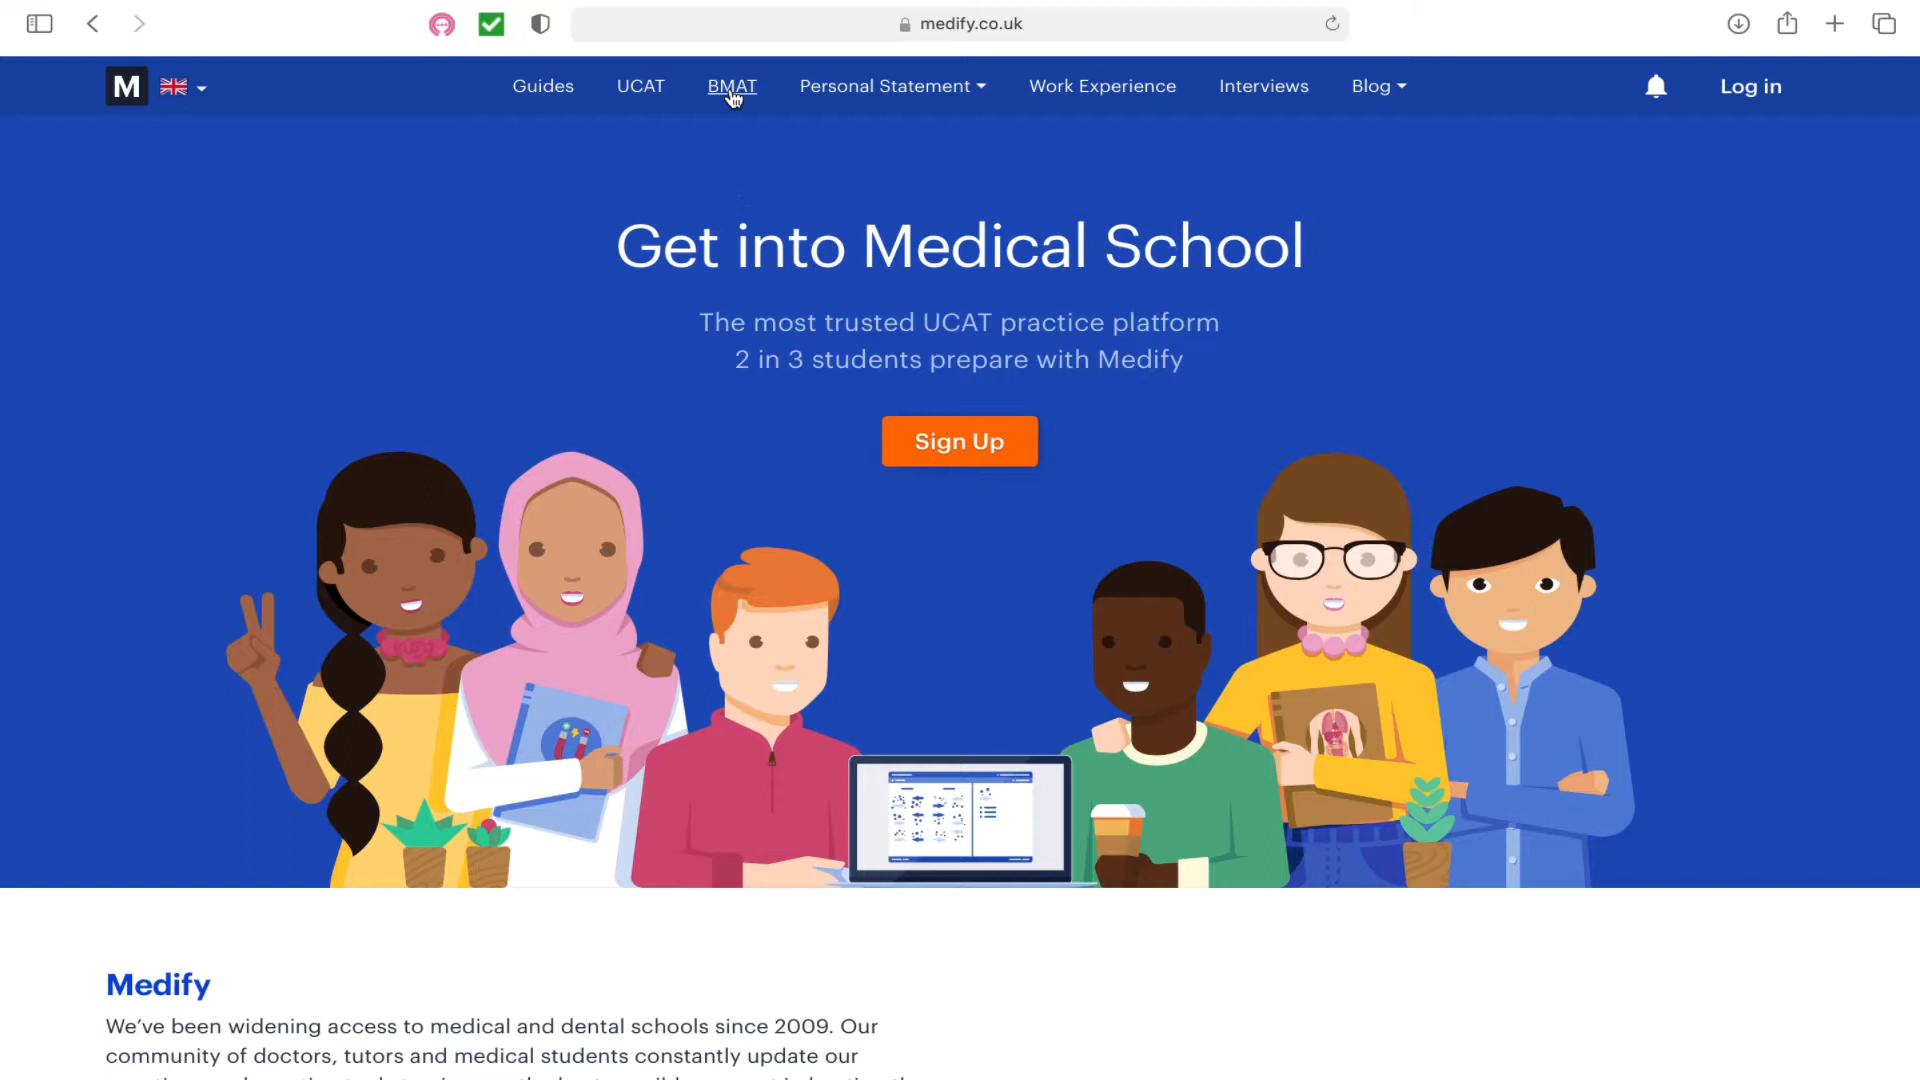 medify.co.uk
M
Guides UCAT BMAT Personal Statement Work Experience Interviews Blog Log in
Get into Medical School
The most trusted UCAT practice platform
2 in 3 students prepare with Medify
Sign Up
Medify
We've been widening access to medical and dental schools since 2009. Our
community of doctors, tutors and medical students constantly update our